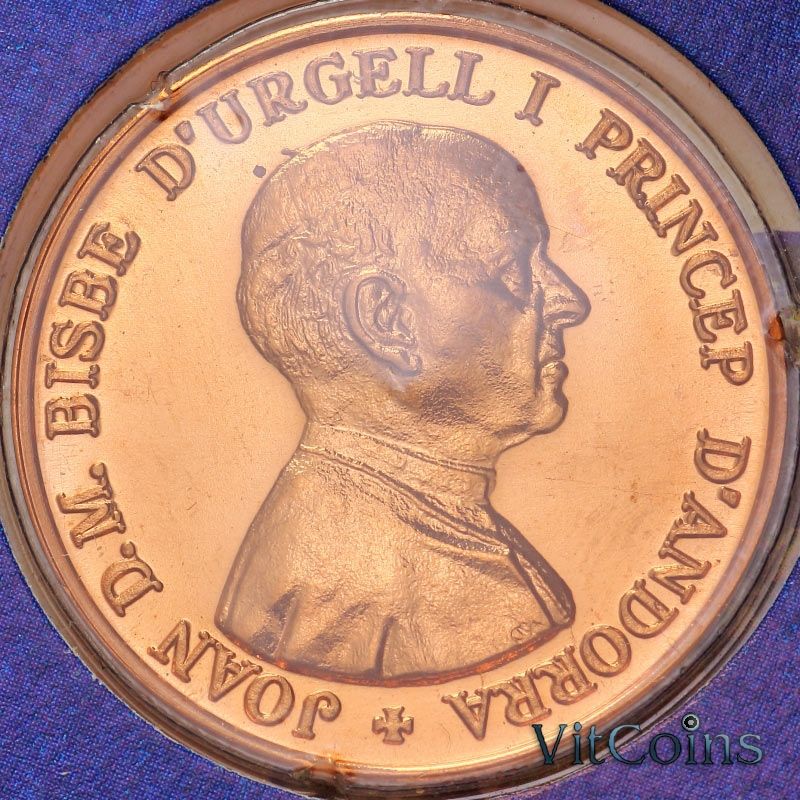 JOAN D.M. BISBE D'URGELL I PRINCEP D'ANDORRA
VitCoins